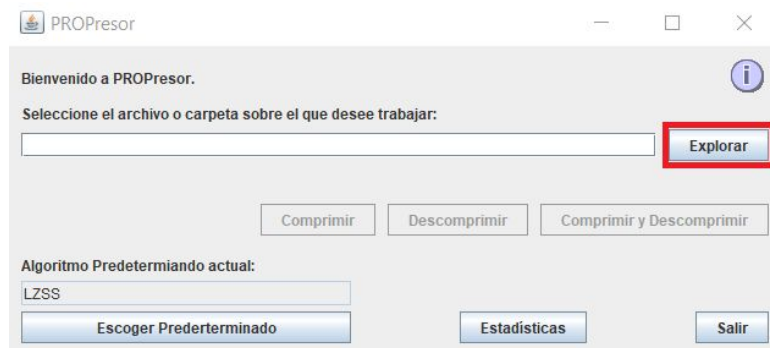 PROPresor
Bienvenido a PROPresor.
i
Seleccione el archivo o carpeta sobre el que desee trabajar:
Explorar
Comprimir Descomprimir Comprimir y Descomprimir
Algoritmo Predetermiando actual:
LZSS
Escoger Prederterminado Estadísticas Salir